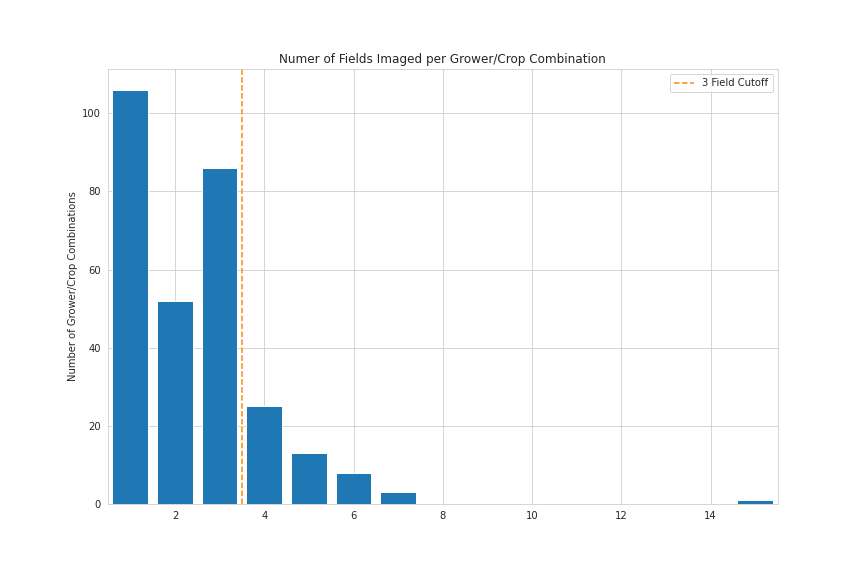 Numer of Fields Imaged per Grower/Crop Combination
3 Field Cutoff
Number of Grower/Crop Combinations
100
80
60
40
20
0
2 4 6 8 10 12 14